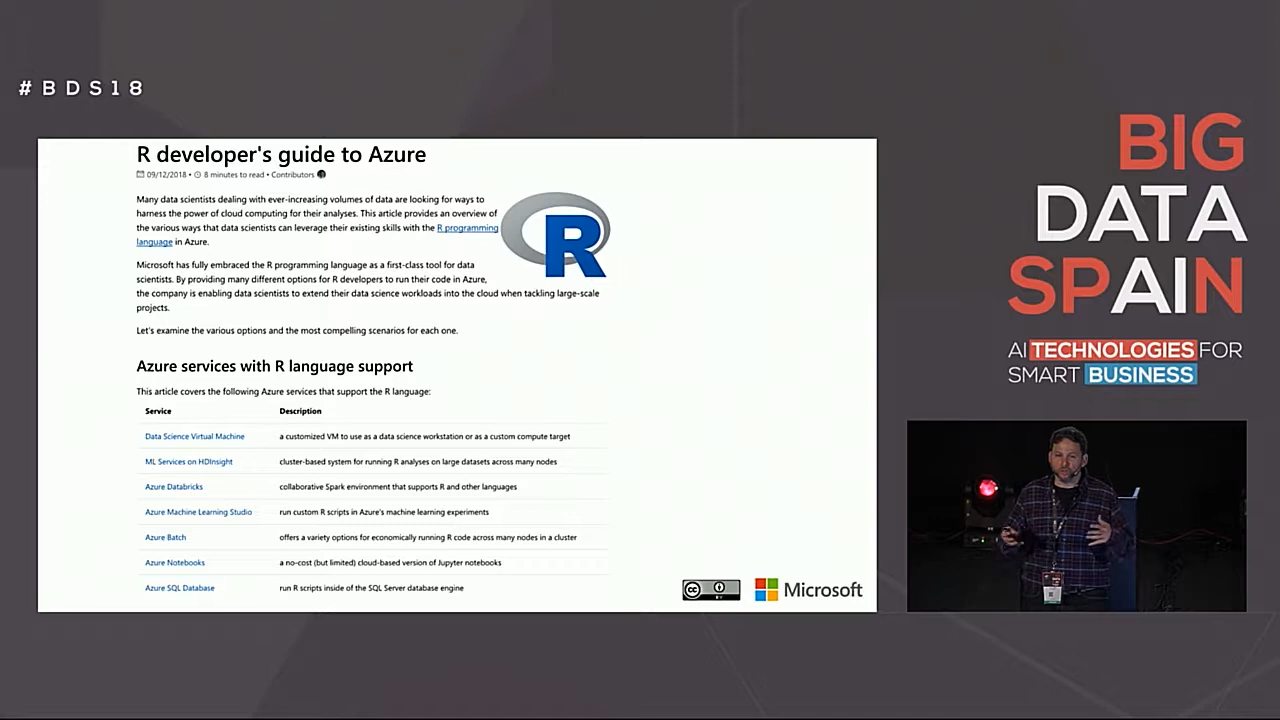 #BDS18
R developer's guide to Azure
09/12/2018 • 8 minutes to read • Contributors
Many data scientists dealing with ever-increasing volumes of data are looking for ways to
harness the power of cloud computing for their analyses. This article provides an overview of
the various ways that data scientists can leverage their existing skills with the R programming
language in Azure.
R
Microsoft has fully embraced the R programming language as a first-class tool for data
scientists. By providing many different options for R developers to run their code in Azure,
the company is enabling data scientists to extend their data science workloads into the cloud when tackling large-scale
projects.
Let's examine the various options and the most compelling scenarios for each one.
Azure services with R language support
This article covers the following Azure services that support the R language:
Service Description
Data Science Virtual Machine a customized VM to use as a data science workstation or as a custom compute target
ML Services on HDInsight cluster-based system for running R analyses on large datasets across many nodes
Azure Databricks collaborative Spark environment that supports R and other languages
Azure Machine Learning Studio run custom R scripts in Azure's machine learning experiments
Azure Batch offers a variety options for economically running R code across many nodes in a cluster
Azure Notebooks a no-cost (but limited) cloud-based version of Jupyter notebooks
Azure SQL Database run R scripts inside of the SQL Server database engine
cc BY
Microsoft
BIG
DATA
SPAIN
AI TECHNOLOGIES FOR
SMART BUSINESS